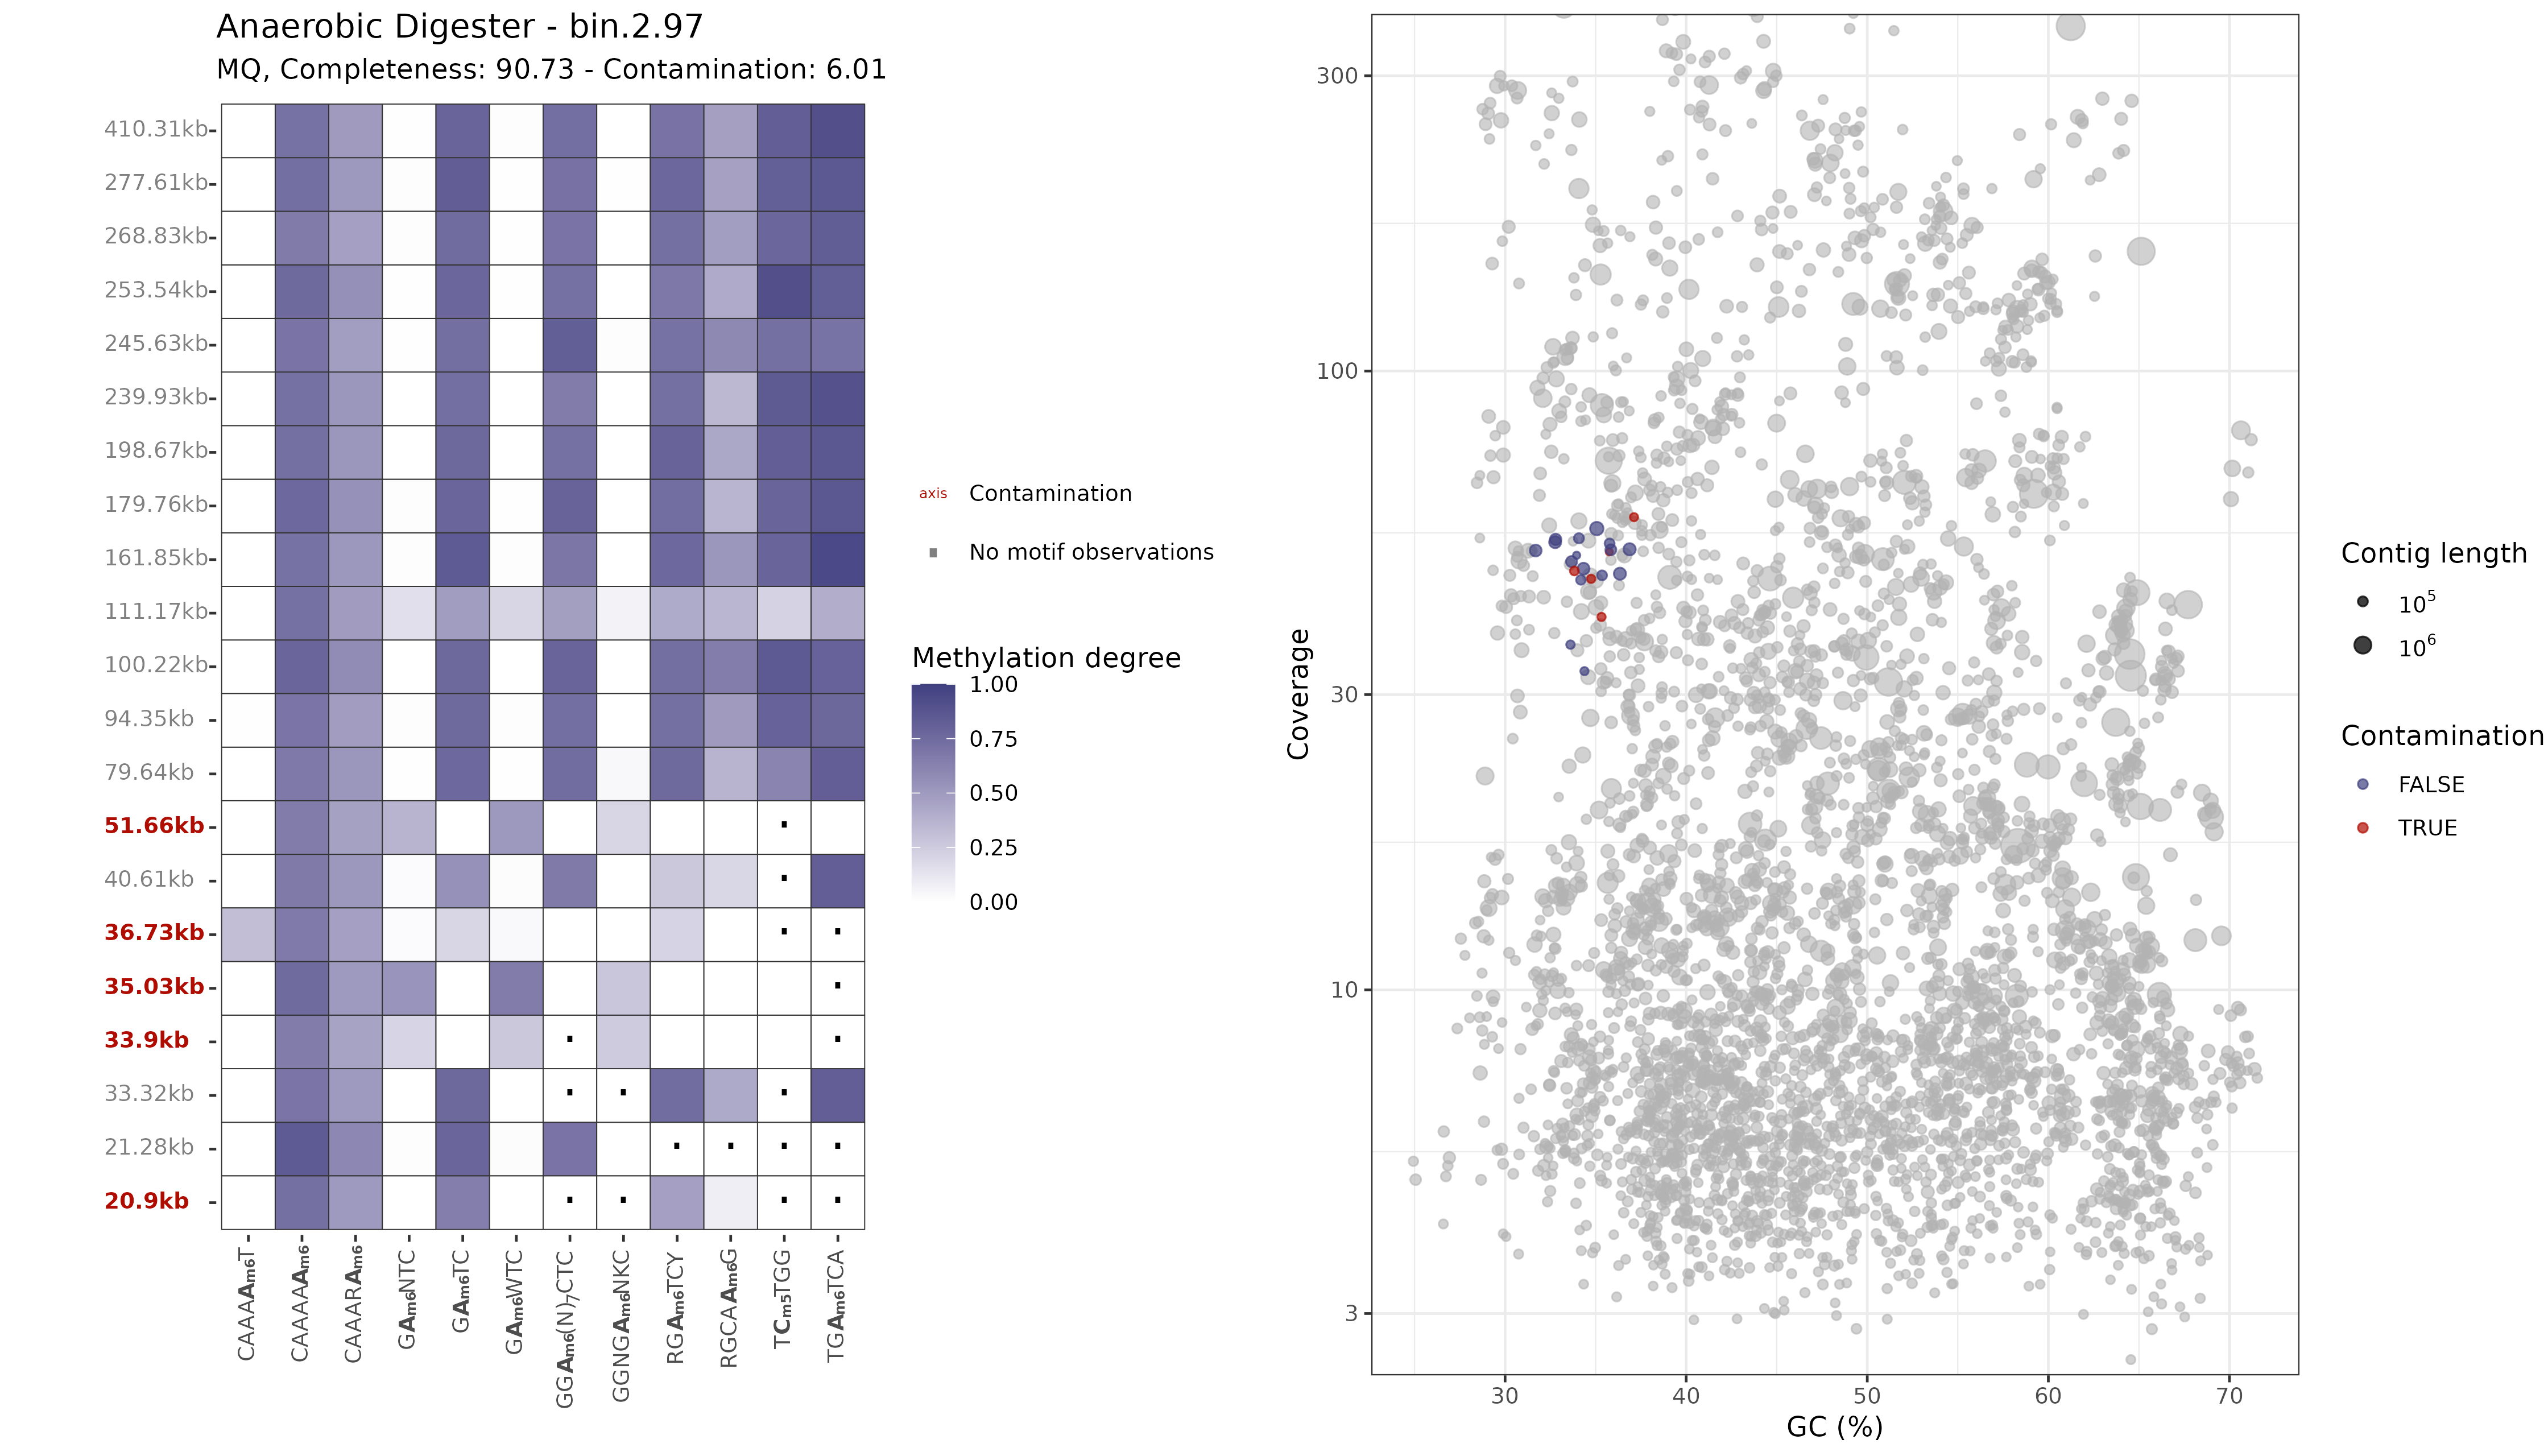 Anaerobic Digester - bin.2.97
MQ, Completeness: 90.73 - Contamination: 6.01
410.31kb
277.61kb
268.83kb
253.54kb
245.63kb
239.93kb
198.67kb
179.76kb
161.85kb
111.17kb
100.22kb
94.35kb
79.64kb
51.66kb
40.61kb
36.73kb
35.03kb
33.9kb
33.32kb
21.28kb
20.9kb
CAAAAm6T
CAAAAAm6
CAAARAm6
GAm6NTC
GAm6TC
GAm6WTC
GGAm6(N)7CTC
GGNGAm6NKC
RGAm6TCY
RGCAAm6G
TCm5TGG
TGAm6TCA
axis Contamination
No motif observations
Methylation degree
1.00
0.75
0.50
0.25
0.00
Coverage
300
100
30
10
3
30 40 50 60 70
GC (%)
Contig length
10^5
10^6
Contamination
FALSE
TRUE